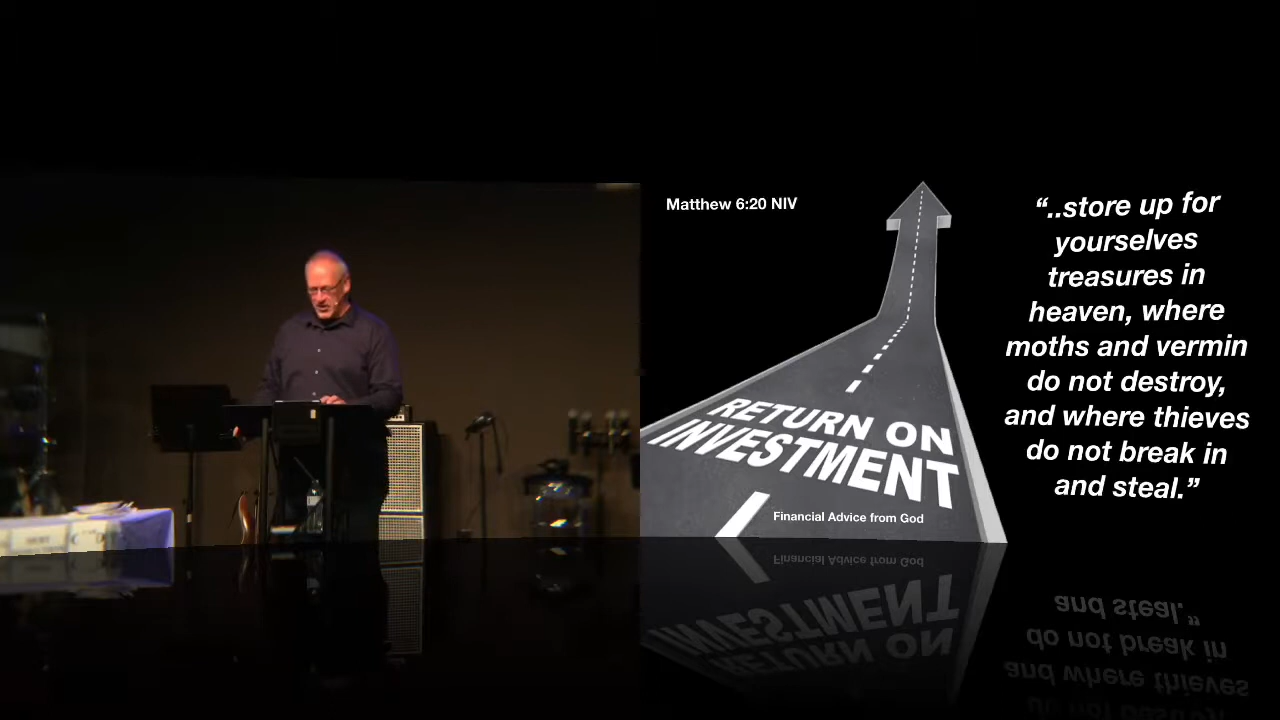 Matthew 6:20 NIV
RETURN ON
INVESTMENT
Financial Advice from God
“..store up for
yourselves
treasures in
heaven, where
moths and vermin
do not destroy,
and where thieves
do not break in
and steal.”